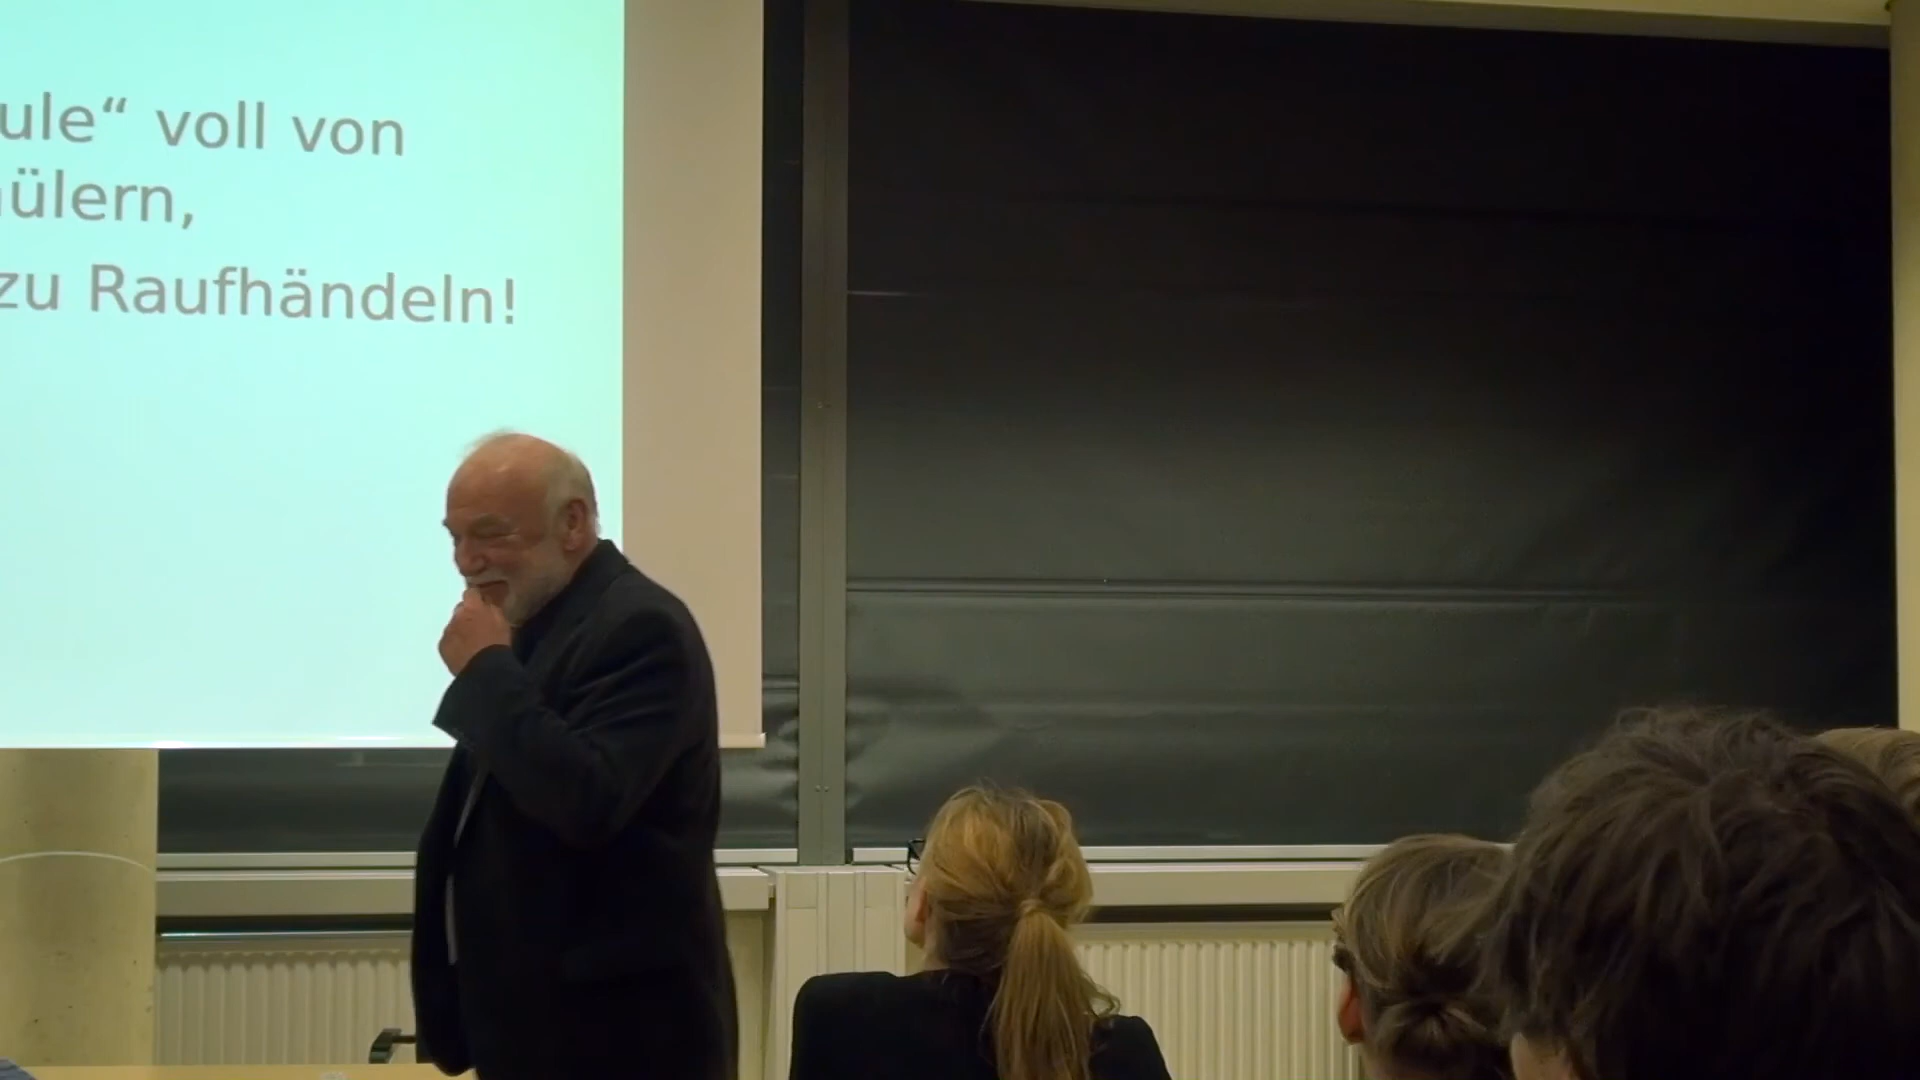 ule“ voll von
ülern,
zu Raufhändeln!